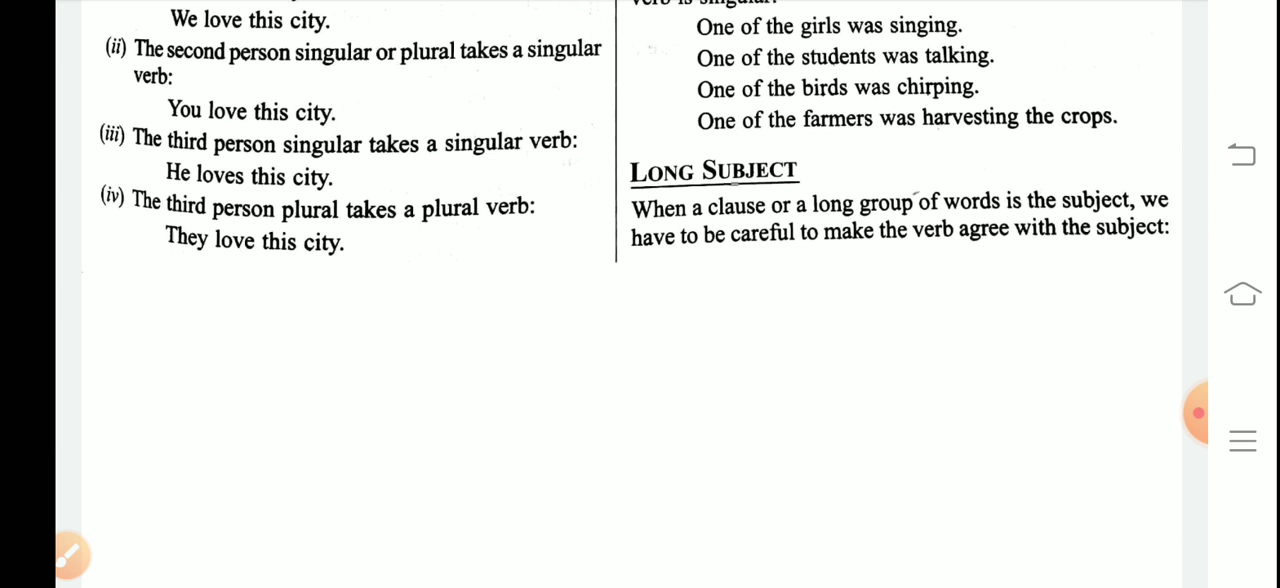 We love this city.
(ii) The second person singular or plural takes a singular
verb:
You love this city.
(iii) The third person singular takes a singular verb:
He loves this city.
(iv) The third person plural takes a plural verb:
They love this city.
verb is singular:
One of the girls was singing.
One of the students was talking.
One of the birds was chirping.
One of the farmers was harvesting the crops.
LONG SUBJECT
When a clause or a long group of words is the subject, we
have to be careful to make the verb agree with the subject: